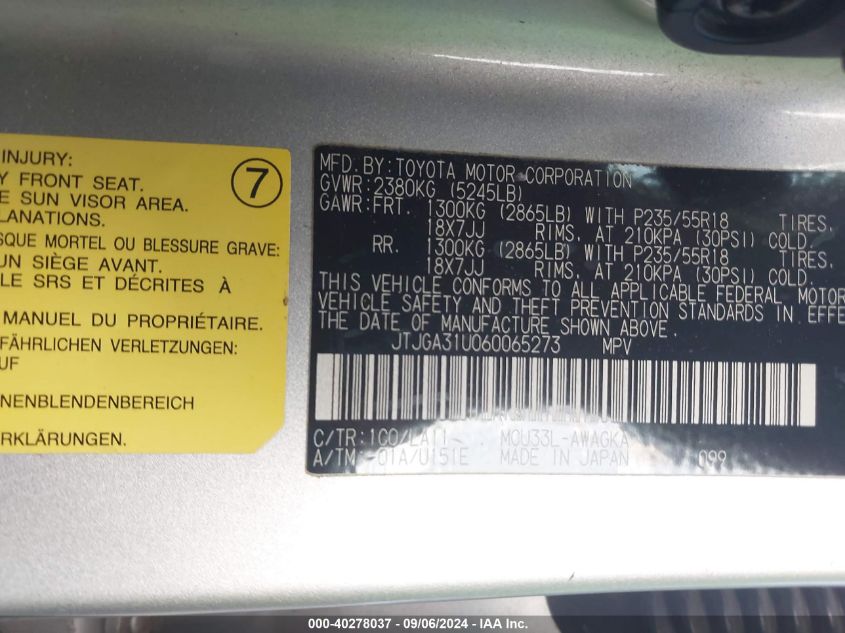 INJURY:
Y FRONT SEAT.
E SUN VISOR AREA.
LANATIONS.
7
SQUE MORTEL OU BLESSURE GRAVE:
UN SIÈGE AVANT.
LE SRS ET DÉCRITES À
MANUEL DU PROPRIÉTAIRE.
FÄHRLICHEN VERLETZUNGEN:
UF
NENBLENDENBEREICH
ERKLÄRUNGEN.
MFD. BY: TOYOTA MOTOR CORPORATION
GVWR: 2380KG (5245LB)
GAWR: FRT. 1300KG (2865LB) WITH P235/55R18 TIRES,
18X7JJ RIMS, AT 210KPA (30PSI) COLD.
RR. 1300KG (2865LB) WITH P235/55R18 TIRES,
18X7JJ RIMS, AT 210KPA (30PSI) COLD.
THIS VEHICLE CONFORMS TO ALL APPLICABLE FEDERAL MOTOR
VEHICLE SAFETY AND THEFT PREVENTION STANDARDS IN EFFE
THE DATE OF MANUFACTURE SHOWN ABOVE.
JTJGA31U060065273 MPV
C/TR: 1C0/LA11 MCU33L-AWAGKA
A/TM: -01A/U151E MADE IN JAPAN 099
000-40278037 - 09/06/2024 - IAA Inc.